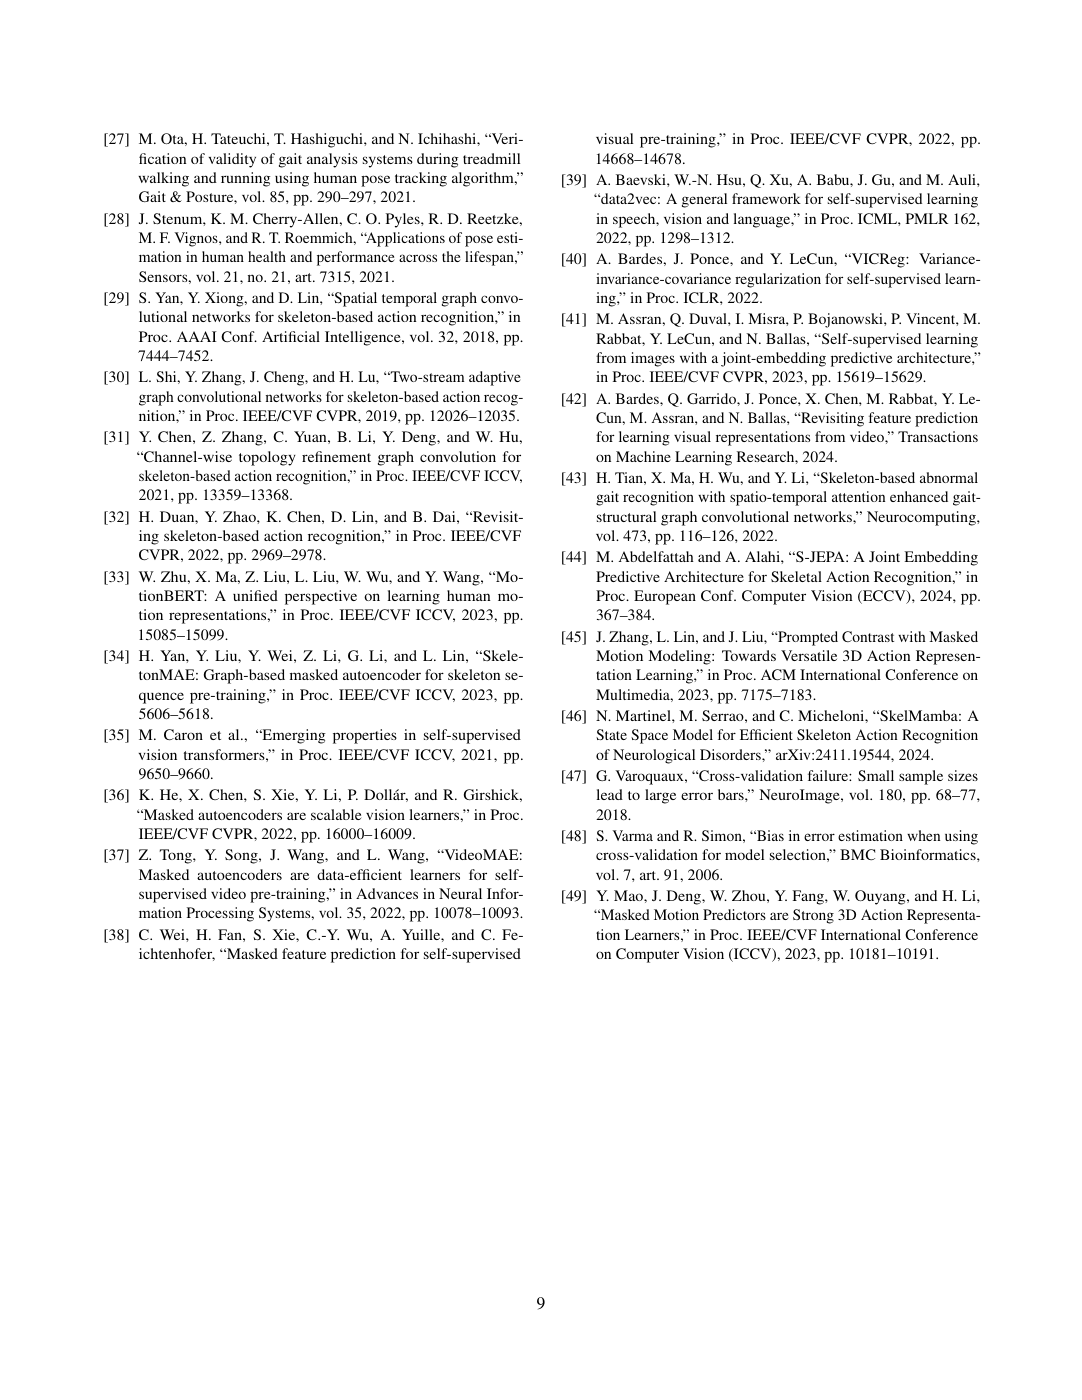 [27] M. Ota, H. Tateuchi, T. Hashiguchi, and N. Ichihashi, “Veri-
fication of validity of gait analysis systems during treadmill
walking and running using human pose tracking algorithm,”
Gait & Posture, vol. 85, pp. 290–297, 2021.
[28] J. Stenum, K. M. Cherry-Allen, C. O. Pyles, R. D. Reetzke,
M. F. Vignos, and R. T. Roemmich, “Applications of pose esti-
mation in human health and performance across the lifespan,”
Sensors, vol. 21, no. 21, art. 7315, 2021.
[29] S. Yan, Y. Xiong, and D. Lin, “Spatial temporal graph convo-
lutional networks for skeleton-based action recognition,” in
Proc. AAAI Conf. Artificial Intelligence, vol. 32, 2018, pp.
7444–7452.
[30] L. Shi, Y. Zhang, J. Cheng, and H. Lu, “Two-stream adaptive
graph convolutional networks for skeleton-based action recog-
nition,” in Proc. IEEE/CVF CVPR, 2019, pp. 12026–12035.
[31] Y. Chen, Z. Zhang, C. Yuan, B. Li, Y. Deng, and W. Hu,
“Channel-wise topology refinement graph convolution for
skeleton-based action recognition,” in Proc. IEEE/CVF ICCV,
2021, pp. 13359–13368.
[32] H. Duan, Y. Zhao, K. Chen, D. Lin, and B. Dai, “Revisit-
ing skeleton-based action recognition,” in Proc. IEEE/CVF
CVPR, 2022, pp. 2969–2978.
[33] W. Zhu, X. Ma, Z. Liu, L. Liu, W. Wu, and Y. Wang, “Mo-
tionBERT: A unified perspective on learning human mo-
tion representations,” in Proc. IEEE/CVF ICCV, 2023, pp.
15085–15099.
[34] H. Yan, Y. Liu, Y. Wei, Z. Li, G. Li, and L. Lin, “Skele-
tonMAE: Graph-based masked autoencoder for skeleton se-
quence pre-training,” in Proc. IEEE/CVF ICCV, 2023, pp.
5606–5618.
[35] M. Caron et al., “Emerging properties in self-supervised
vision transformers,” in Proc. IEEE/CVF ICCV, 2021, pp.
9650–9660.
[36] K. He, X. Chen, S. Xie, Y. Li, P. Dollár, and R. Girshick,
“Masked autoencoders are scalable vision learners,” in Proc.
IEEE/CVF CVPR, 2022, pp. 16000–16009.
[37] Z. Tong, Y. Song, J. Wang, and L. Wang, “VideoMAE:
Masked autoencoders are data-efficient learners for self-
supervised video pre-training,” in Advances in Neural Infor-
mation Processing Systems, vol. 35, 2022, pp. 10078–10093.
[38] C. Wei, H. Fan, S. Xie, C.-Y. Wu, A. Yuille, and C. Fe-
ichtenhofer, “Masked feature prediction for self-supervised
visual pre-training,” in Proc. IEEE/CVF CVPR, 2022, pp.
14668–14678.
[39] A. Baevski, W.-N. Hsu, Q. Xu, A. Babu, J. Gu, and M. Auli,
“data2vec: A general framework for self-supervised learning
in speech, vision and language,” in Proc. ICML, PMLR 162,
2022, pp. 1298–1312.
[40] A. Bardes, J. Ponce, and Y. LeCun, “VICReg: Variance-
invariance-covariance regularization for self-supervised learn-
ing,” in Proc. ICLR, 2022.
[41] M. Assran, Q. Duval, I. Misra, P. Bojanowski, P. Vincent, M.
Rabbat, Y. LeCun, and N. Ballas, “Self-supervised learning
from images with a joint-embedding predictive architecture,”
in Proc. IEEE/CVF CVPR, 2023, pp. 15619–15629.
[42] A. Bardes, Q. Garrido, J. Ponce, X. Chen, M. Rabbat, Y. Le-
Cun, M. Assran, and N. Ballas, “Revisiting feature prediction
for learning visual representations from video,” Transactions
on Machine Learning Research, 2024.
[43] H. Tian, X. Ma, H. Wu, and Y. Li, “Skeleton-based abnormal
gait recognition with spatio-temporal attention enhanced gait-
structural graph convolutional networks,” Neurocomputing,
vol. 473, pp. 116–126, 2022.
[44] M. Abdelfattah and A. Alahi, “S-JEPA: A Joint Embedding
Predictive Architecture for Skeletal Action Recognition,” in
Proc. European Conf. Computer Vision (ECCV), 2024, pp.
367–384.
[45] J. Zhang, L. Lin, and J. Liu, “Prompted Contrast with Masked
Motion Modeling: Towards Versatile 3D Action Represen-
tation Learning,” in Proc. ACM International Conference on
Multimedia, 2023, pp. 7175–7183.
[46] N. Martinel, M. Serrao, and C. Micheloni, “SkelMamba: A
State Space Model for Efficient Skeleton Action Recognition
of Neurological Disorders,” arXiv:2411.19544, 2024.
[47] G. Varoquaux, “Cross-validation failure: Small sample sizes
lead to large error bars,” NeuroImage, vol. 180, pp. 68–77,
2018.
[48] S. Varma and R. Simon, “Bias in error estimation when using
cross-validation for model selection,” BMC Bioinformatics,
vol. 7, art. 91, 2006.
[49] Y. Mao, J. Deng, W. Zhou, Y. Fang, W. Ouyang, and H. Li,
“Masked Motion Predictors are Strong 3D Action Representa-
tion Learners,” in Proc. IEEE/CVF International Conference
on Computer Vision (ICCV), 2023, pp. 10181–10191.
9